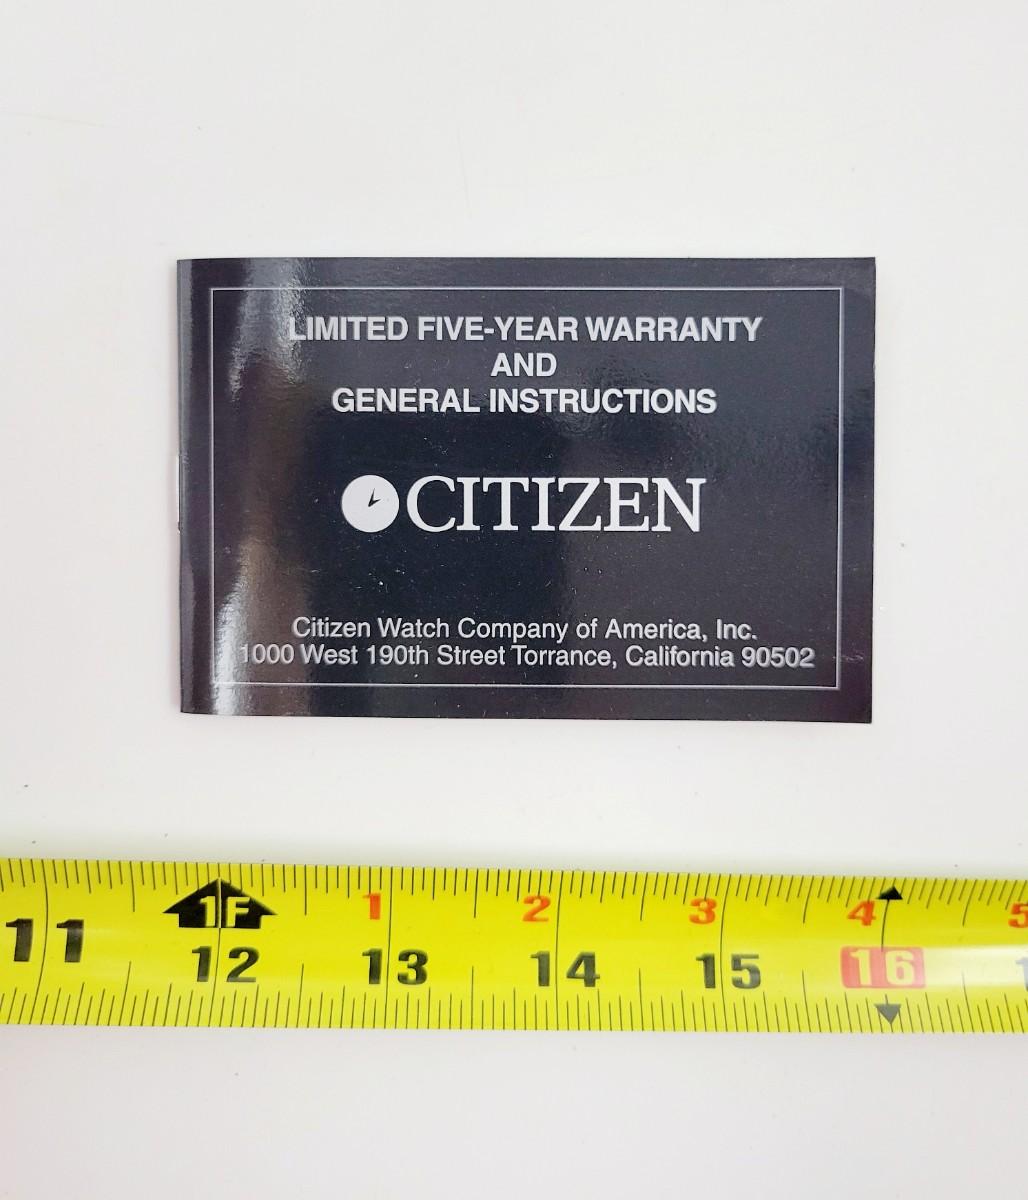 LIMITED FIVE-YEAR WARRANTY
AND
GENERAL INSTRUCTIONS
CITIZEN
Citizen Watch Company of America, Inc.
1000 West 190th Street Torrance, California 90502
1F 1 2 3 4 5
11 12 13 14 15 16